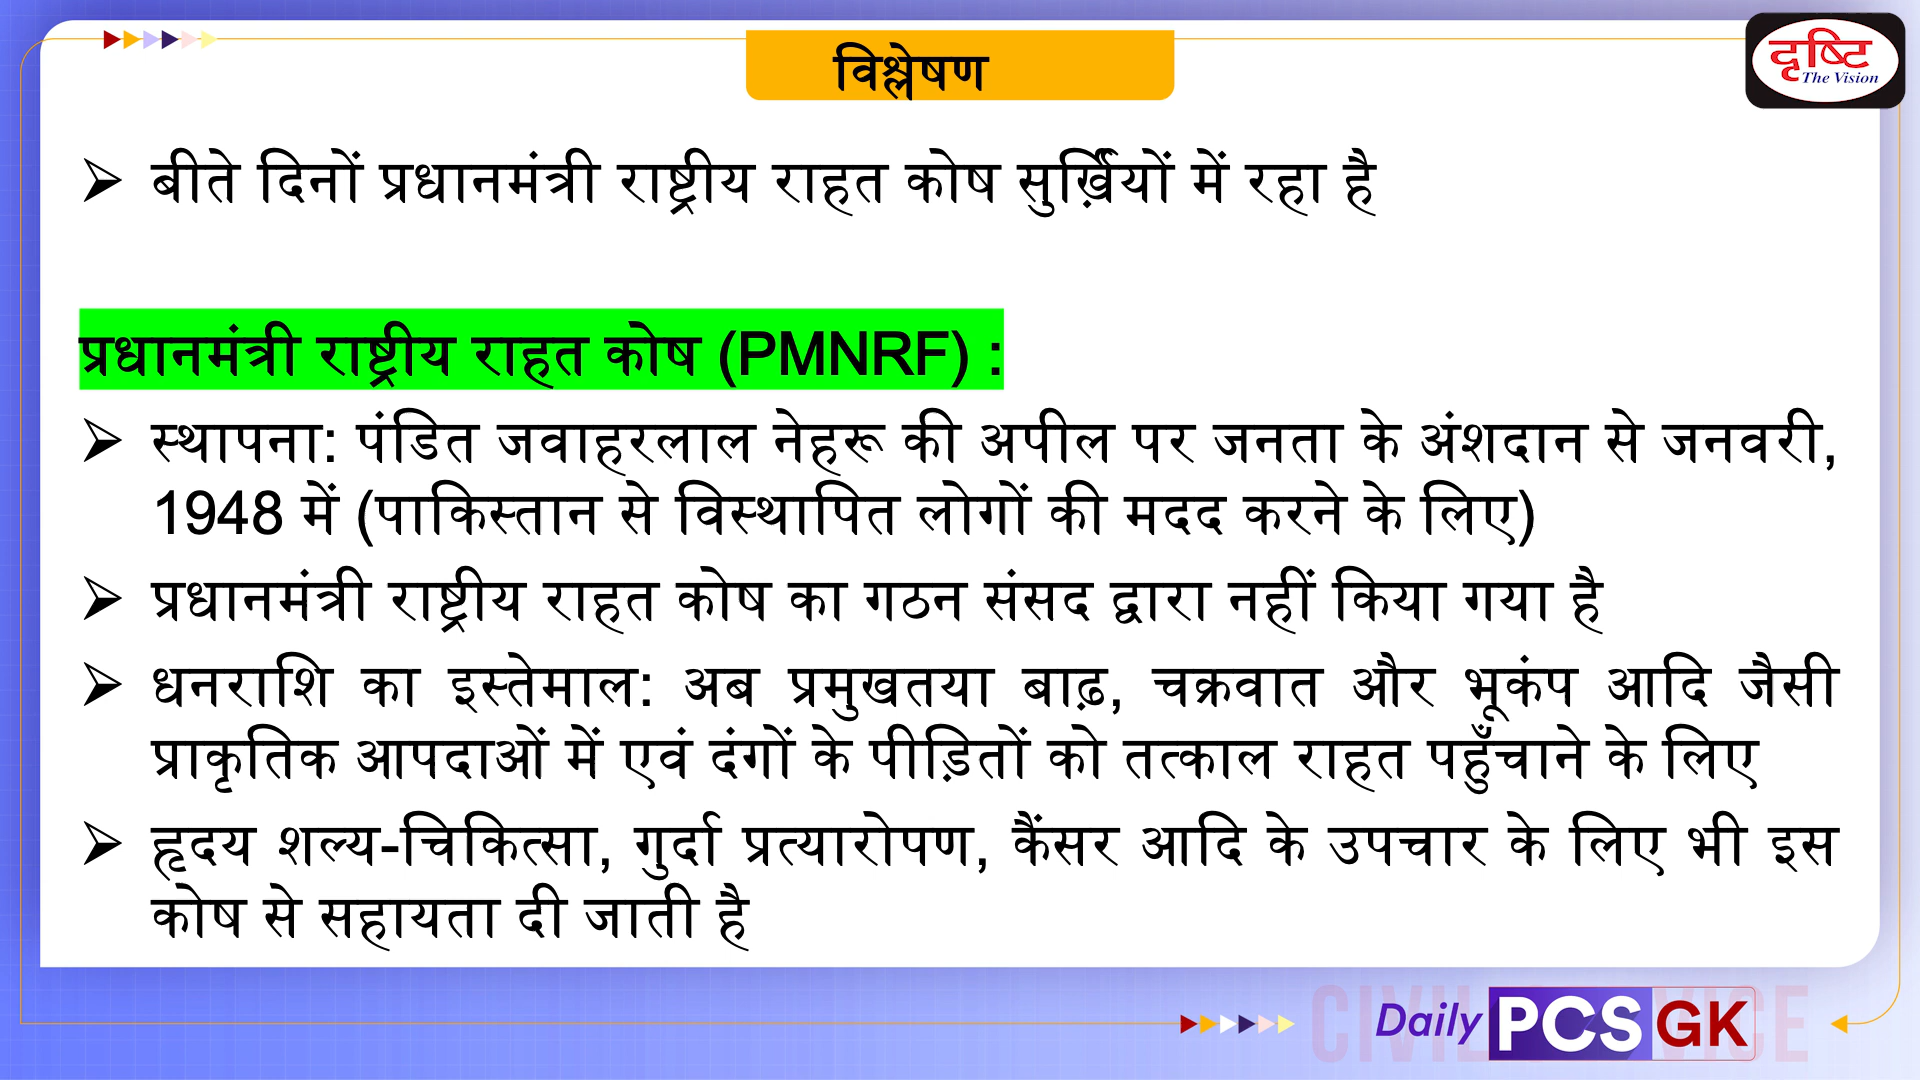 विश्लेषण
दृष्टि
The Vision
➢ बीते दिनों प्रधानमंत्री राष्ट्रीय राहत कोष सुर्ख़ियों में रहा है
प्रधानमंत्री राष्ट्रीय राहत कोष (PMNRF) :
➢ स्थापना: पंडित जवाहरलाल नेहरू की अपील पर जनता के अंशदान से जनवरी,
1948 में (पाकिस्तान से विस्थापित लोगों की मदद करने के लिए)
➢ प्रधानमंत्री राष्ट्रीय राहत कोष का गठन संसद द्वारा नहीं किया गया है
➢ धनराशि का इस्तेमाल: अब प्रमुखतया बाढ़, चक्रवात और भूकंप आदि जैसी
प्राकृतिक आपदाओं में एवं दंगों के पीड़ितों को तत्काल राहत पहुँचाने के लिए
➢ हृदय शल्य-चिकित्सा, गुर्दा प्रत्यारोपण, कैंसर आदि के उपचार के लिए भी इस
कोष से सहायता दी जाती है
Daily PCS GK